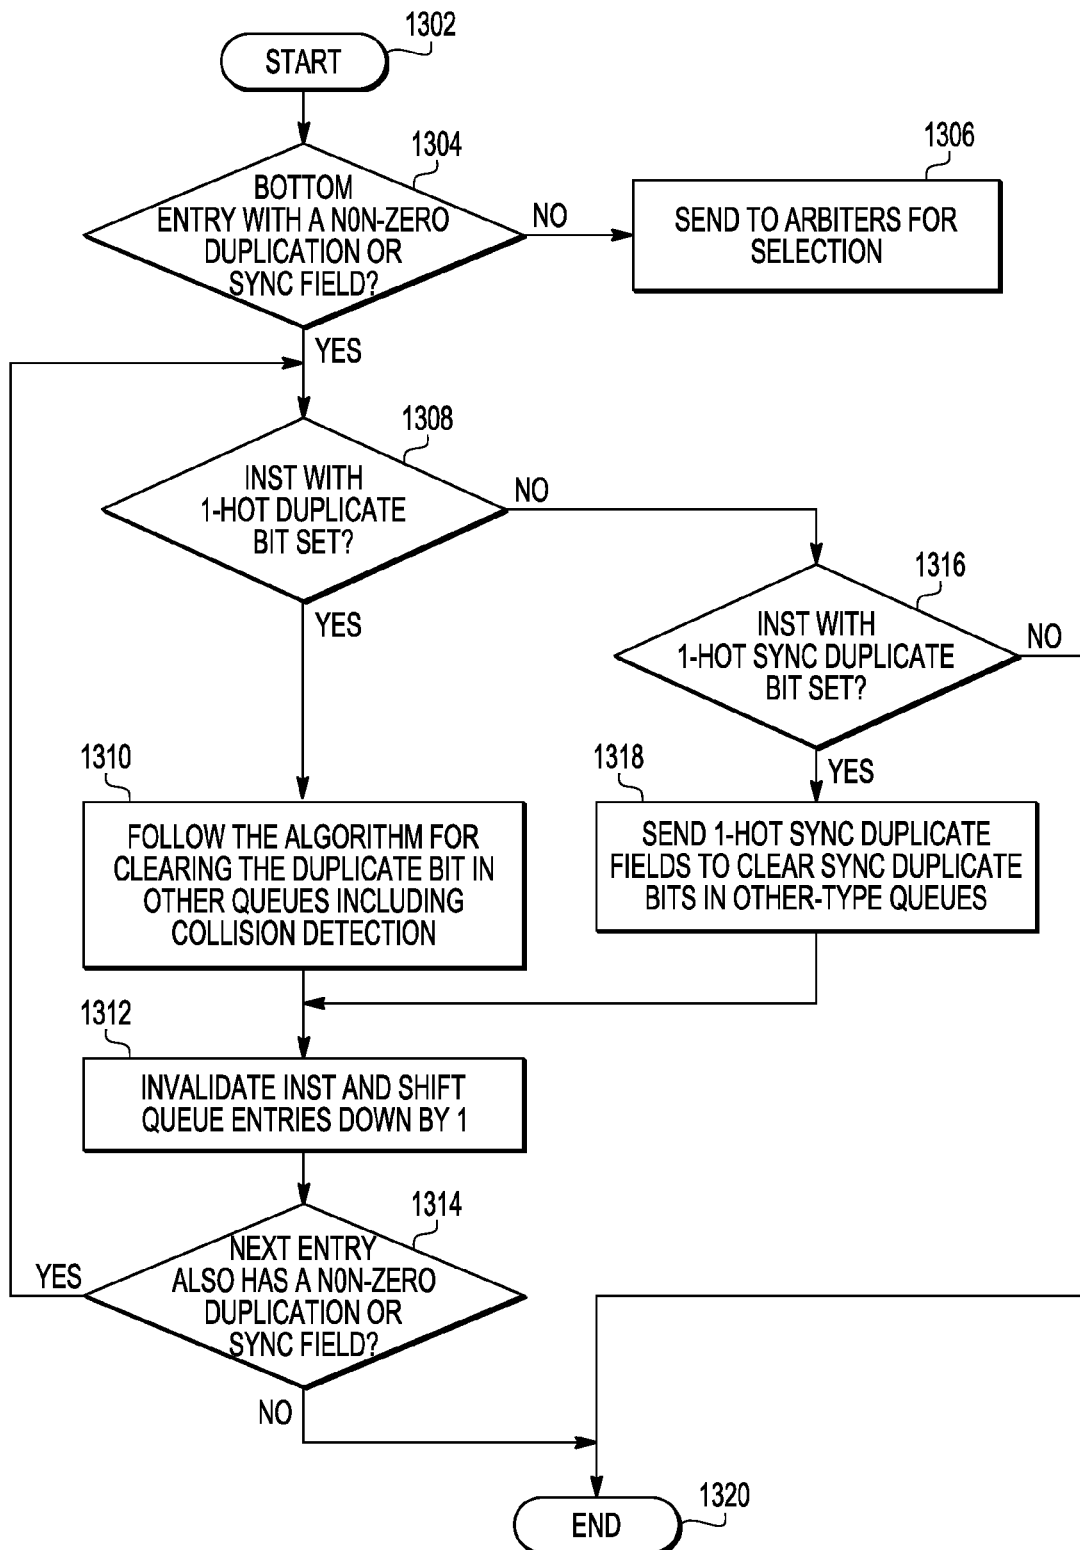 1302
START
1304
BOTTOM
ENTRY WITH A N0N-ZERO
DUPLICATION OR
SYNC FIELD?
NO
1306
SEND TO ARBITERS FOR
SELECTION
YES
1308
INST WITH
1-HOT DUPLICATE
BIT SET?
NO
YES
1316
INST WITH
1-HOT SYNC DUPLICATE
BIT SET?
NO
YES
1310
FOLLOW THE ALGORITHM FOR
CLEARING THE DUPLICATE BIT IN
OTHER QUEUES INCLUDING
COLLISION DETECTION
1318
SEND 1-HOT SYNC DUPLICATE
FIELDS TO CLEAR SYNC DUPLICATE
BITS IN OTHER-TYPE QUEUES
1312
INVALIDATE INST AND SHIFT
QUEUE ENTRIES DOWN BY 1
1314
NEXT ENTRY
ALSO HAS A N0N-ZERO
DUPLICATION OR
SYNC FIELD?
YES
NO
1320
END